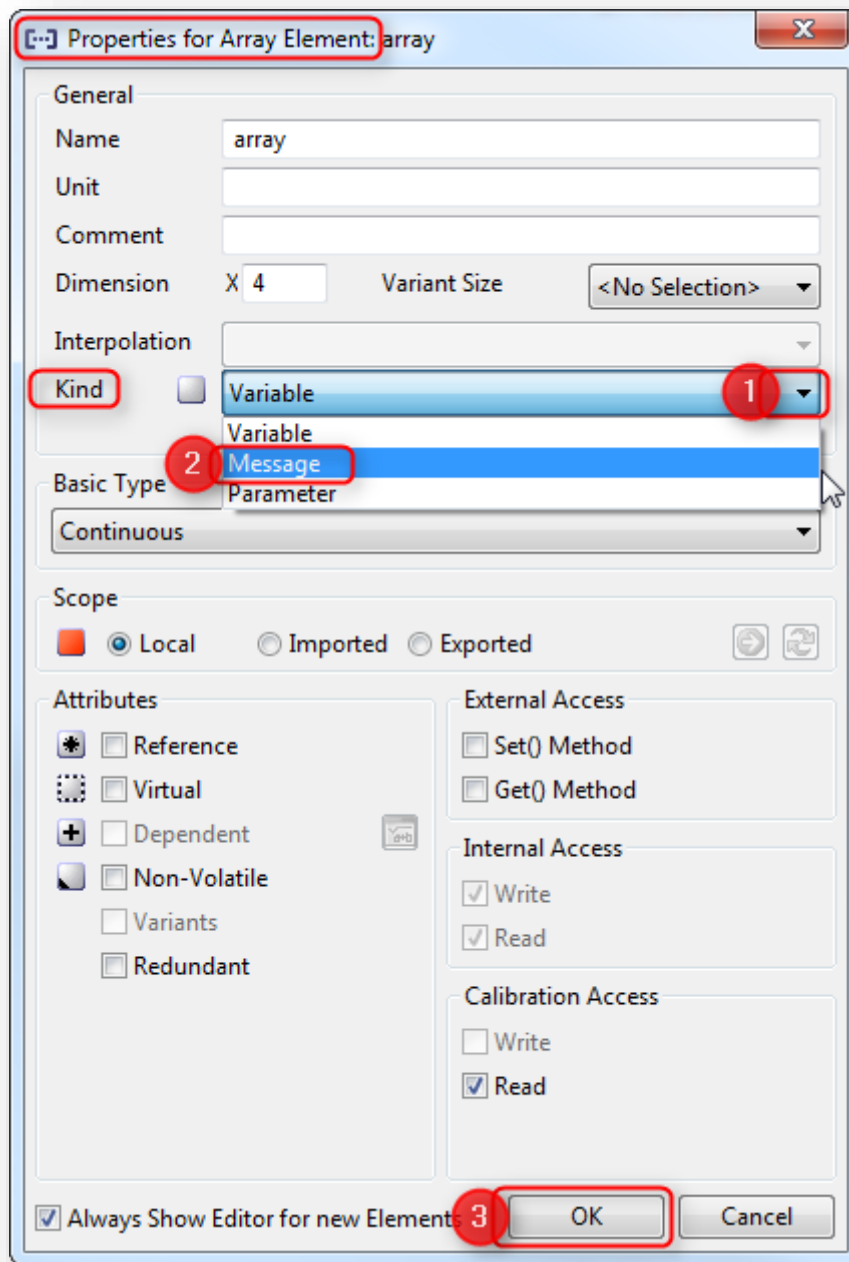 Properties for Array Element: array
General
Name array
Unit
Comment
Dimension X 4 Variant Size <No Selection>
Interpolation
Kind Variable 1
Variable
2 Message
Parameter
Basic Type
Continuous
Scope
Local Imported Exported
Attributes
Reference
Virtual
Dependent
Non-Volatile
Variants
Redundant
External Access
Set() Method
Get() Method
Internal Access
Write
Read
Calibration Access
Write
Read
Always Show Editor for new Elements 3 OK Cancel